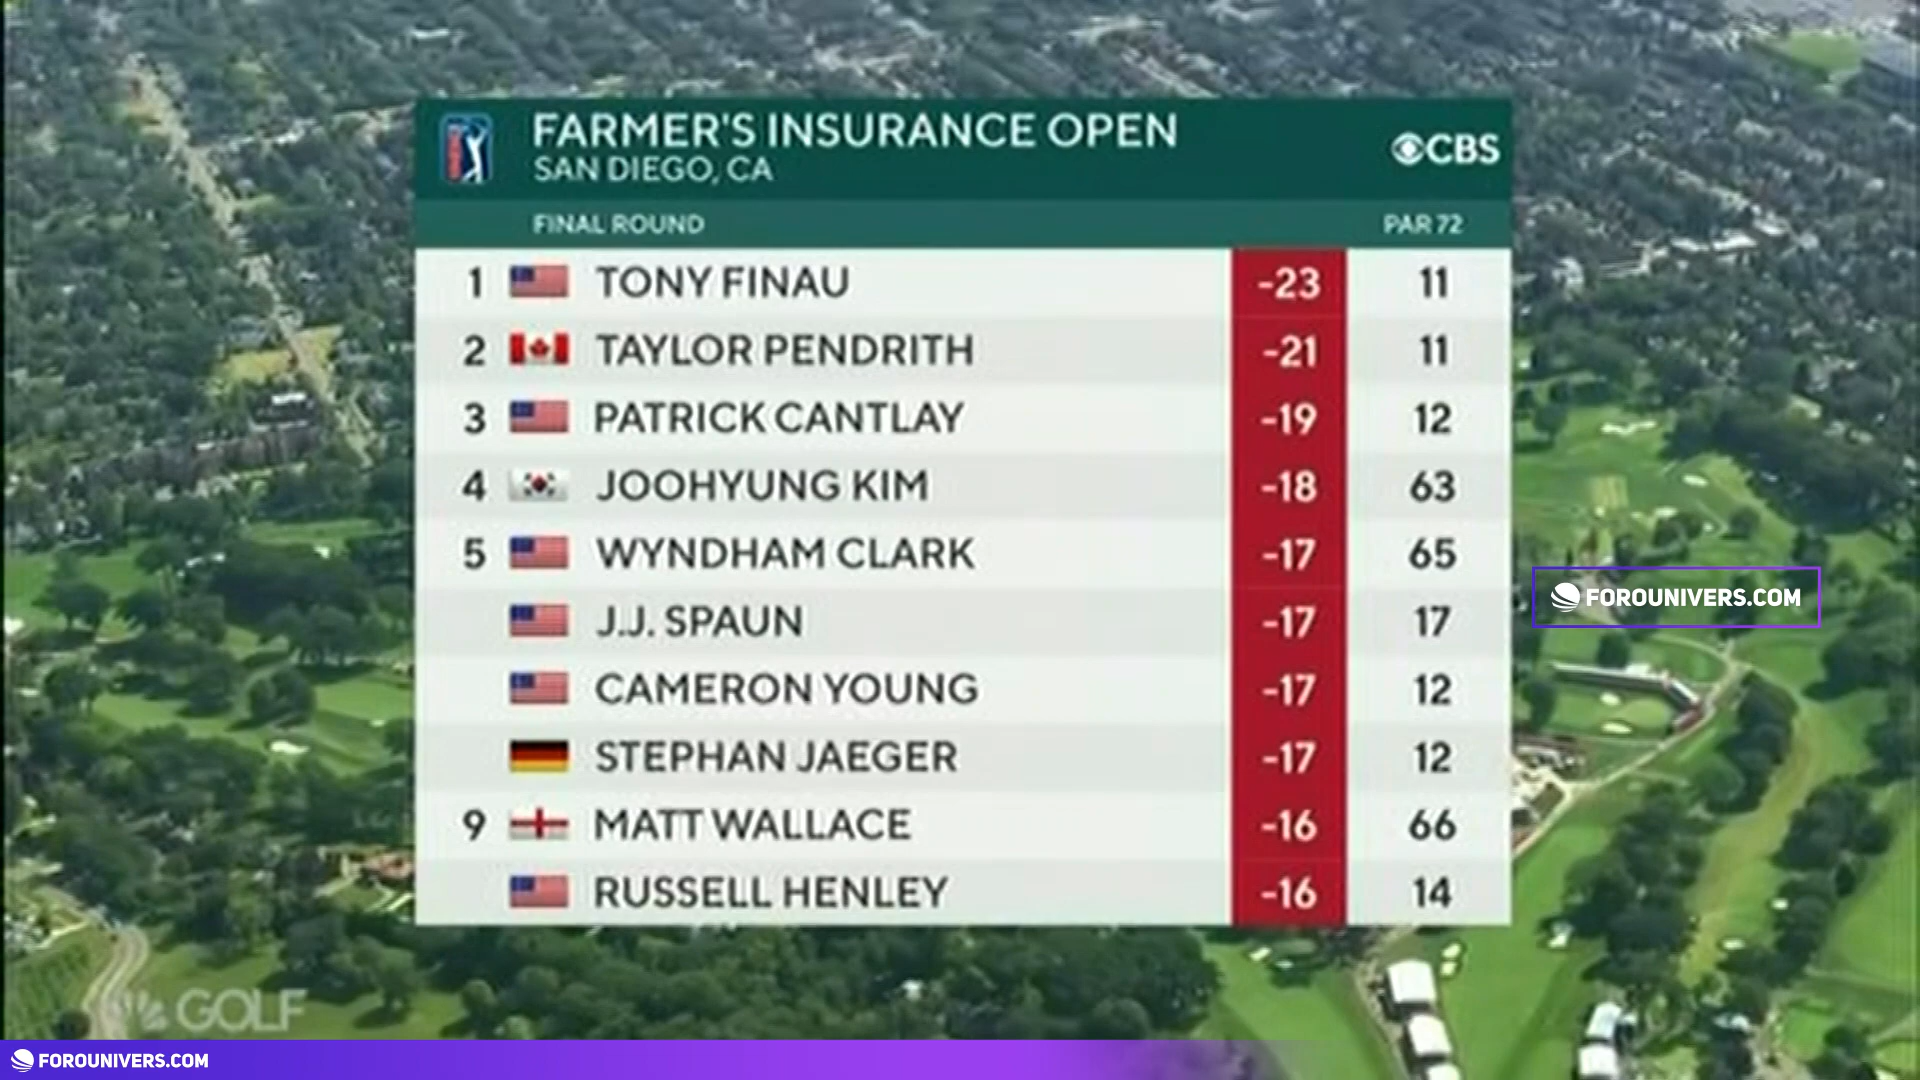 FARMER'S INSURANCE OPEN
SAN DIEGO, CA
CBS
FINAL ROUND PAR 72
1 TONY FINAU -23 11
2 TAYLOR PENDRITH -21 11
3 PATRICK CANTLAY -19 12
4 JOOHYUNG KIM -18 63
5 WYNDHAM CLARK -17 65
J.J. SPAUN -17 17
CAMERON YOUNG -17 12
STEPHAN JAEGER -17 12
9 MATT WALLACE -16 66
RUSSELL HENLEY -16 14
FOROUNIVERS.COM
GOLF
FOROUNIVERS.COM